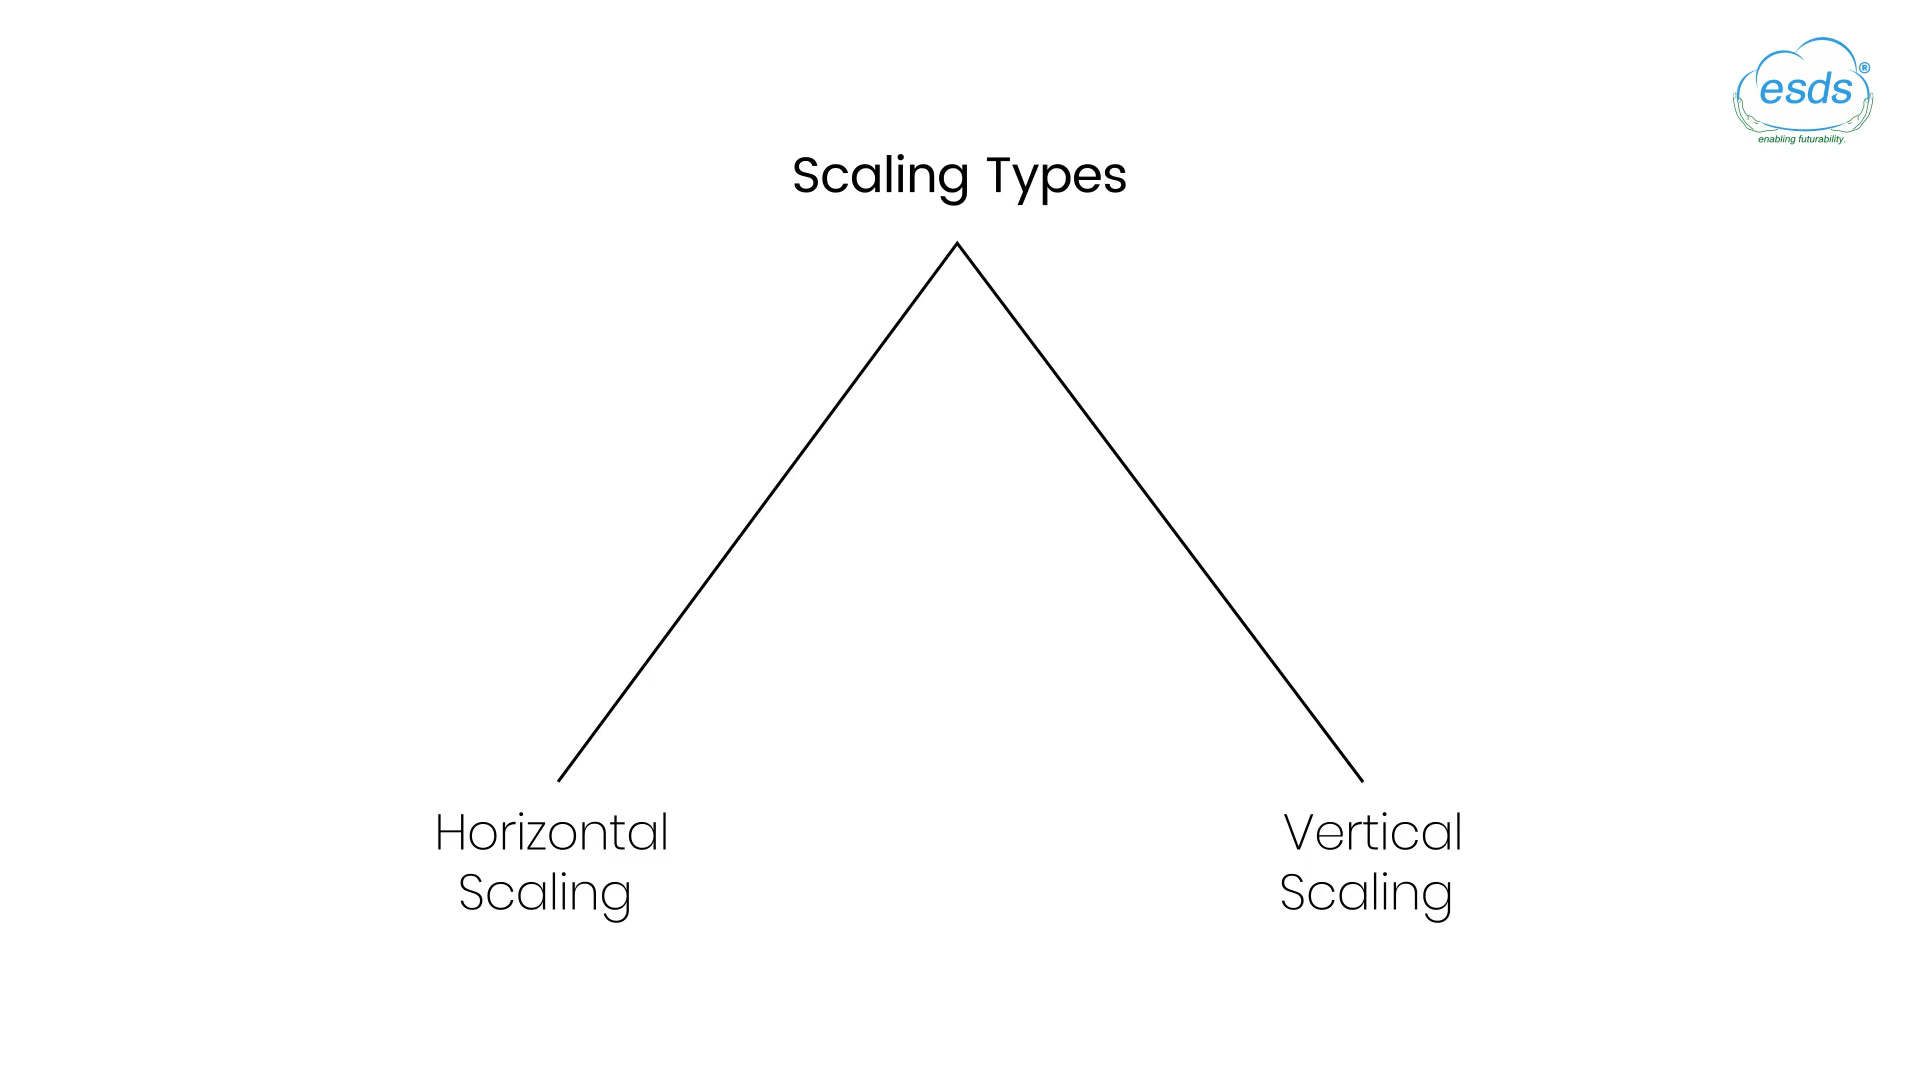 esds®
enabling futurability.
Scaling Types
Horizontal
Scaling
Vertical
Scaling